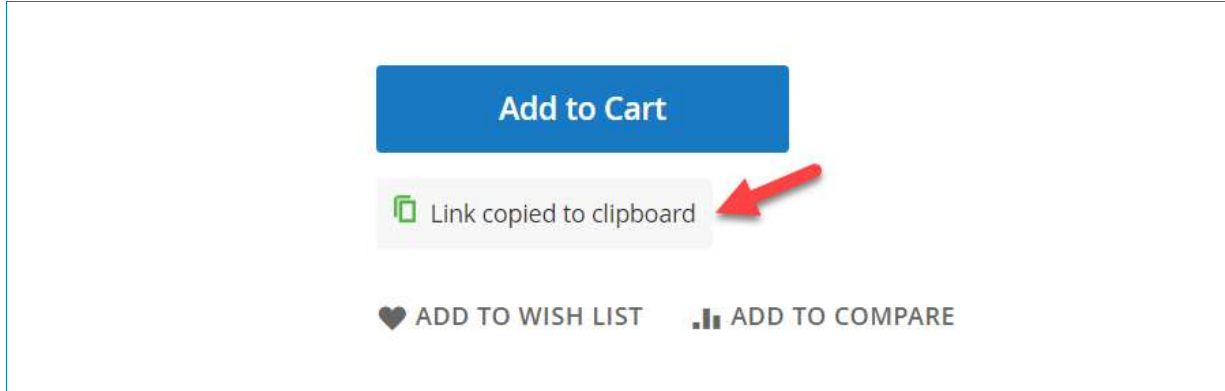 Add to Cart
Link copied to clipboard
ADD TO WISH LIST ADD TO COMPARE